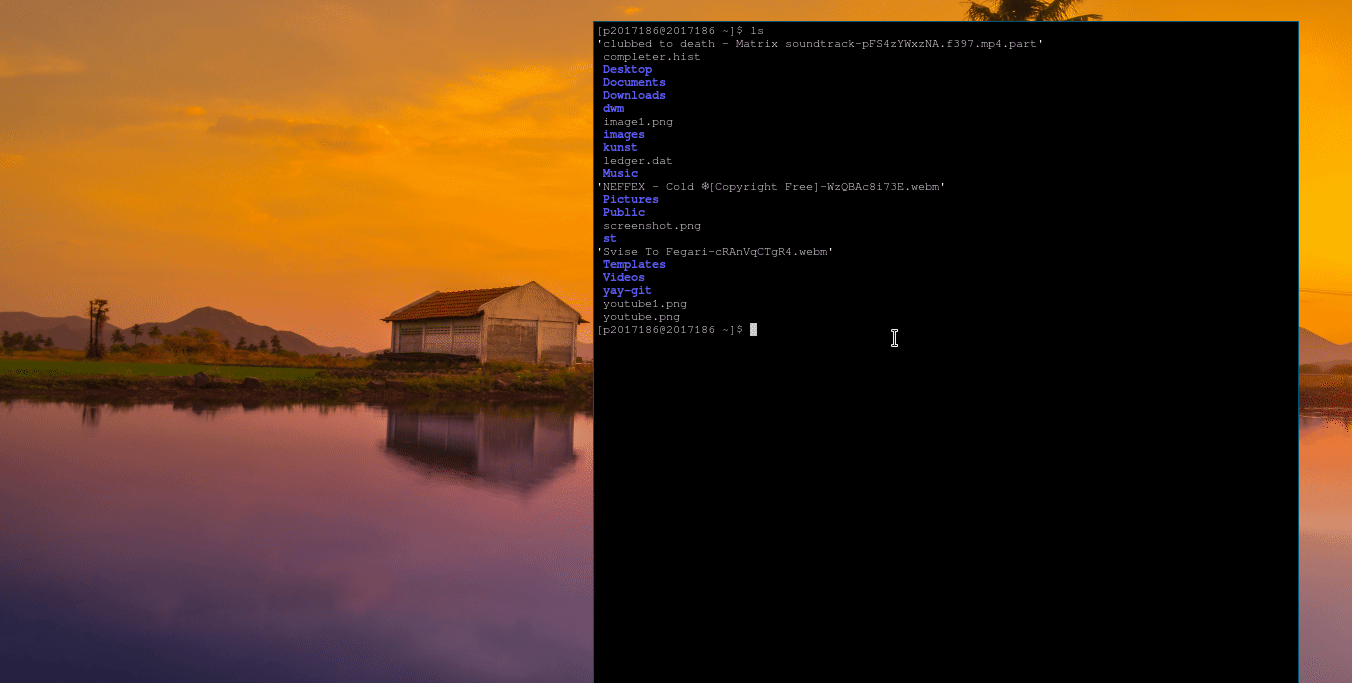 [p2017186@2017186 ~]$ ls
'clubbed to death - Matrix soundtrack-pFS4zYWxzNA.f397.mp4.part'
completer.hist
Desktop
Documents
Downloads
dwm
image1.png
images
kunst
ledger.dat
Music
'NEFFEX - Cold ❄[Copyright Free]-WzQBAc8i73E.webm'
Pictures
Public
screenshot.png
st
'Svise To Fegari-cRAnVqCTgR4.webm'
Templates
Videos
yay-git
youtube1.png
youtube.png
[p2017186@2017186 ~]$